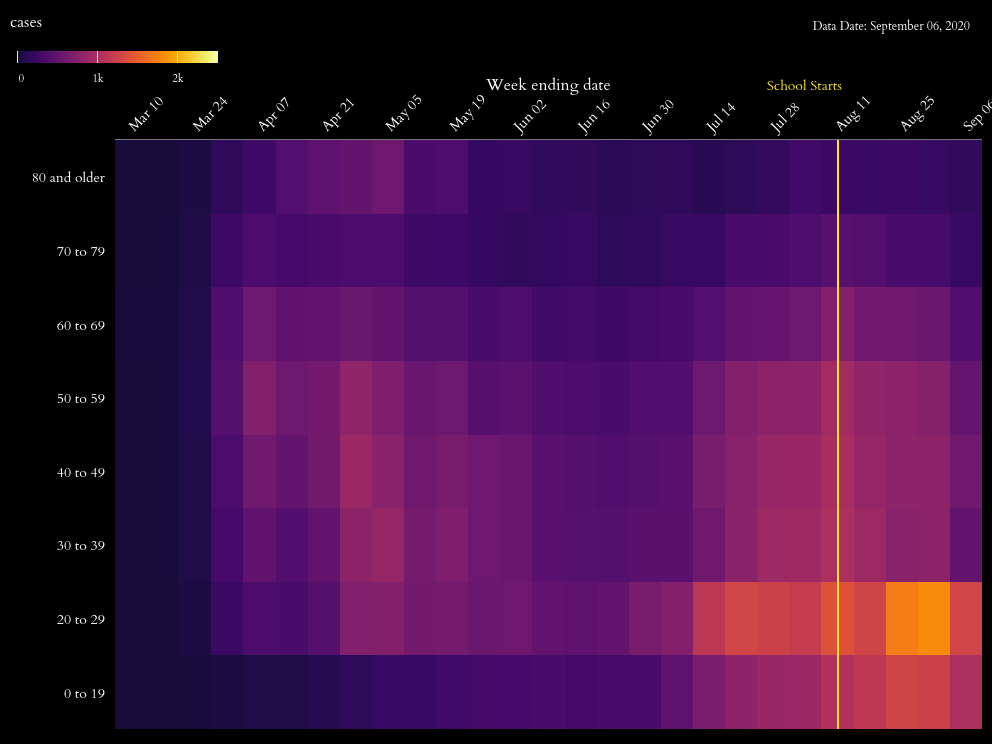 cases
Data Date: September 06, 2020
0 1k 2k
Week ending date
School Starts
Mar 10 Mar 24 Apr 07 Apr 21 May 05 May 19 Jun 02 Jun 16 Jun 30 Jul 14 Jul 28 Aug 11 Aug 25 Sep 06
80 and older
70 to 79
60 to 69
50 to 59
40 to 49
30 to 39
20 to 29
0 to 19